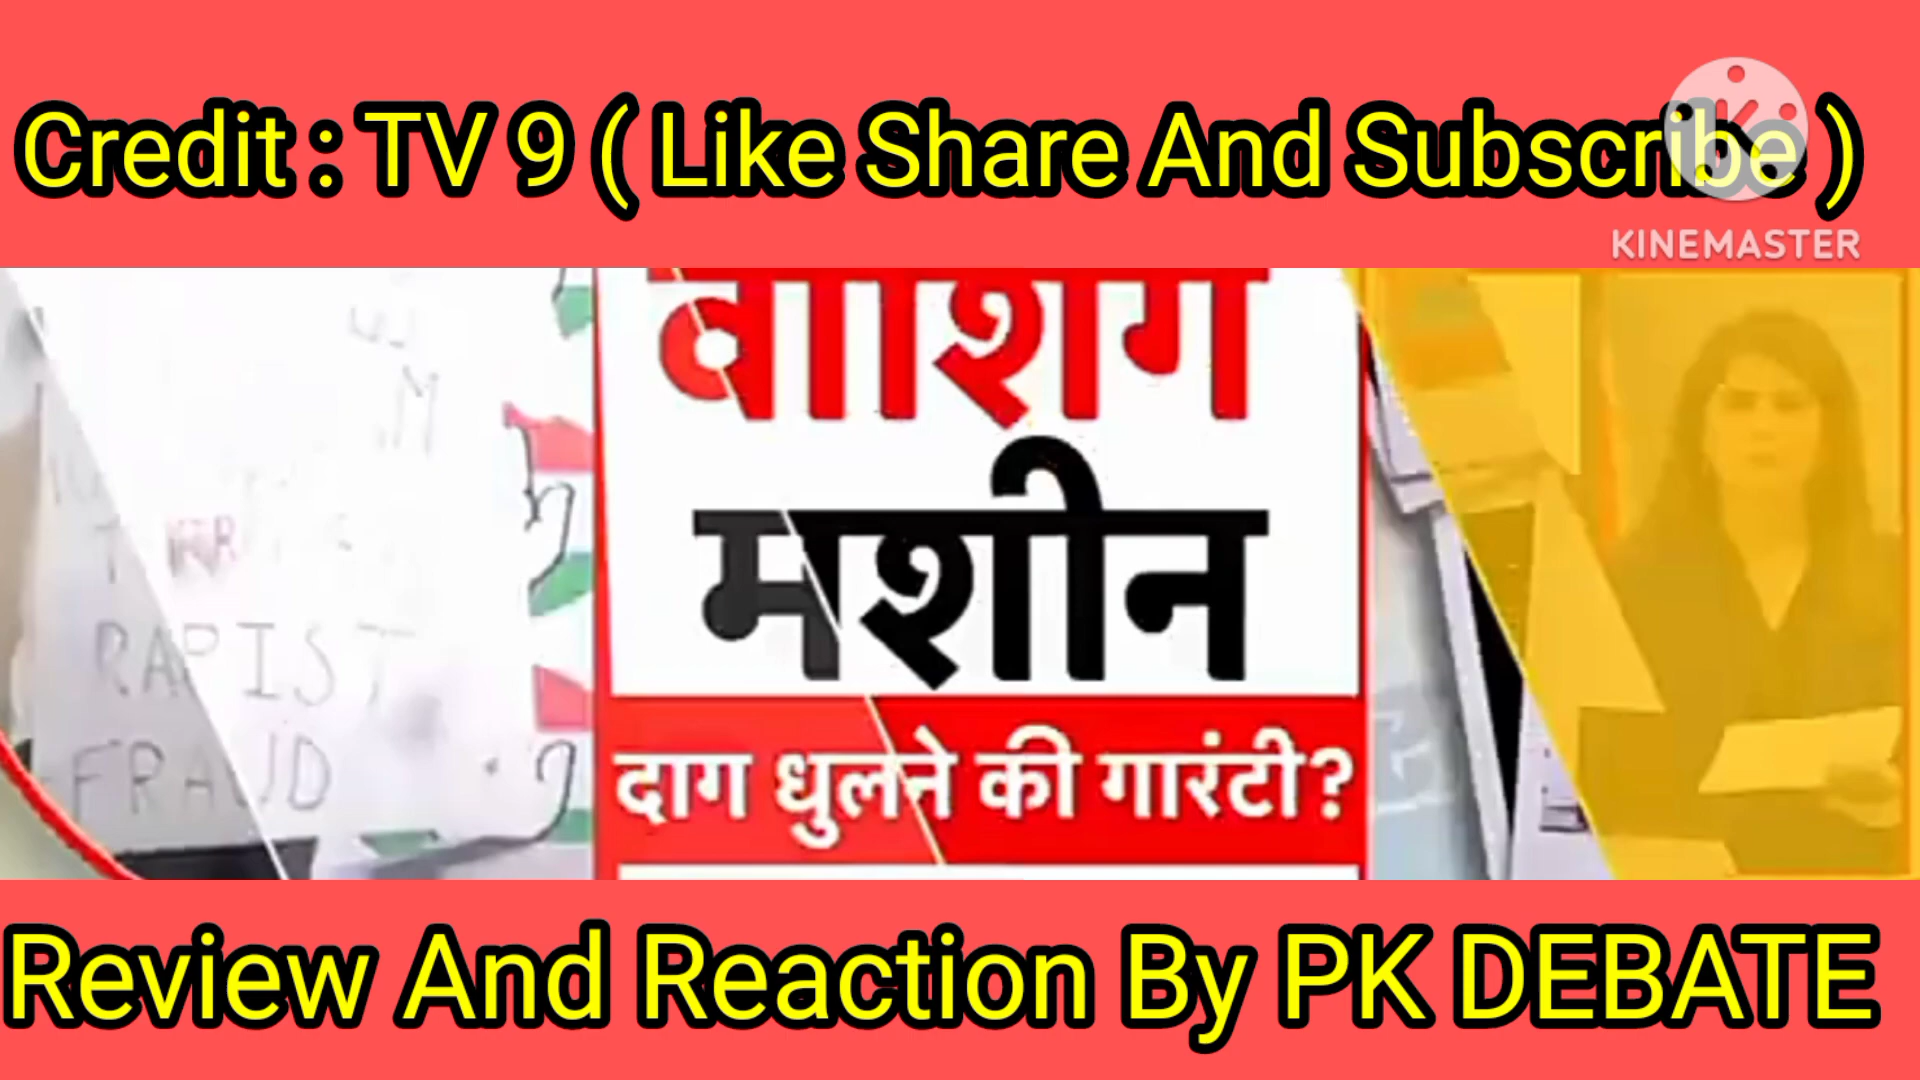 Credit : TV 9 ( Like Share And Subscribe )
KINEMASTER
वाशिंग
मशीन
RAPIST
FRAUD
दाग धुलने की गारंटी?
Review And Reaction By PK DEBATE